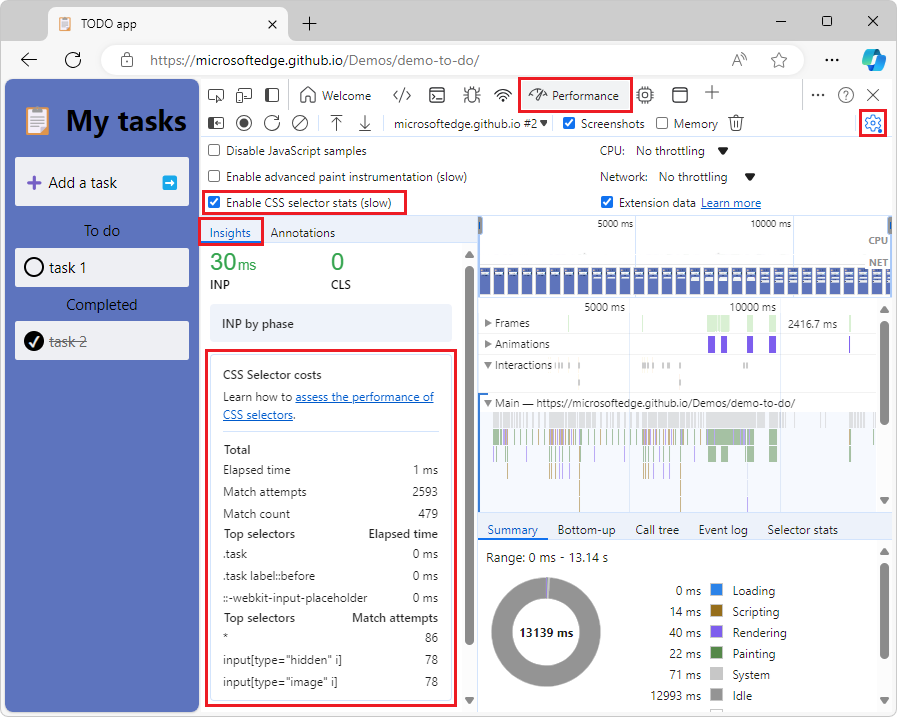 TODO app
https://microsoftedge.github.io/Demos/demo-to-do/
My tasks
Add a task
To do
task 1
Completed
task 2
Welcome
Performance
microsoftedge.github.io #2
Screenshots
Memory
Disable JavaScript samples
CPU: No throttling
Enable advanced paint instrumentation (slow)
Network: No throttling
Enable CSS selector stats (slow)
Extension data Learn more
Insights
Annotations
30 ms
INP
0
CLS
INP by phase
CSS Selector costs
Learn how to assess the performance of
CSS selectors.
Total
Elapsed time 1 ms
Match attempts 2593
Match count 479
Top selectors Elapsed time
.task 0 ms
.task label::before 0 ms
::-webkit-input-placeholder 0 ms
Top selectors Match attempts
* 86
input[type="hidden" i] 78
input[type="image" i] 78
5000 ms 10000 ms
CPU
NET
5000 ms 10000 ms
Frames 2416.7 ms
Animations
Interactions
Main — https://microsoftedge.github.io/Demos/demo-to-do/
Summary Bottom-up Call tree Event log Selector stats
Range: 0 ms - 13.14 s
13139 ms
0 ms Loading
14 ms Scripting
40 ms Rendering
22 ms Painting
71 ms System
12993 ms Idle